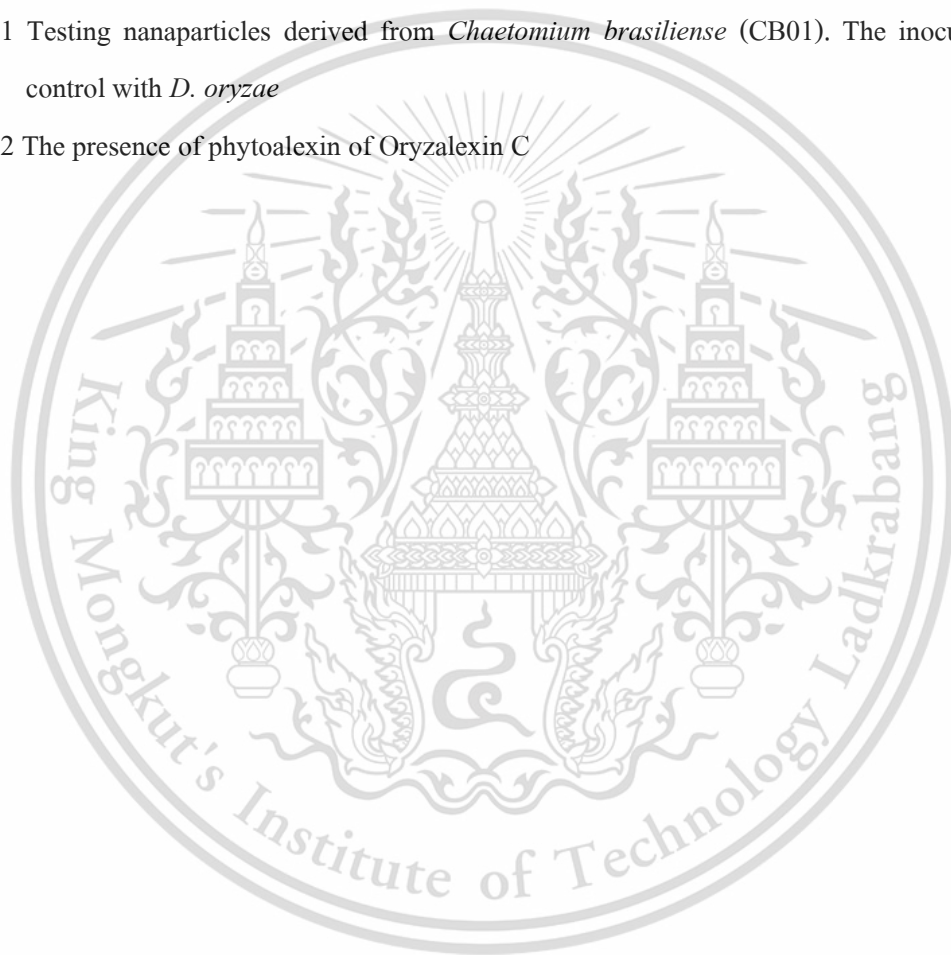 1 Testing nanaparticles derived from Chaetomium brasiliense (CB01). The inocu
control with D. oryzae
2 The presence of phytoalexin of Oryzalexin C
King Mongkut's Institute of Technology Ladkrabang